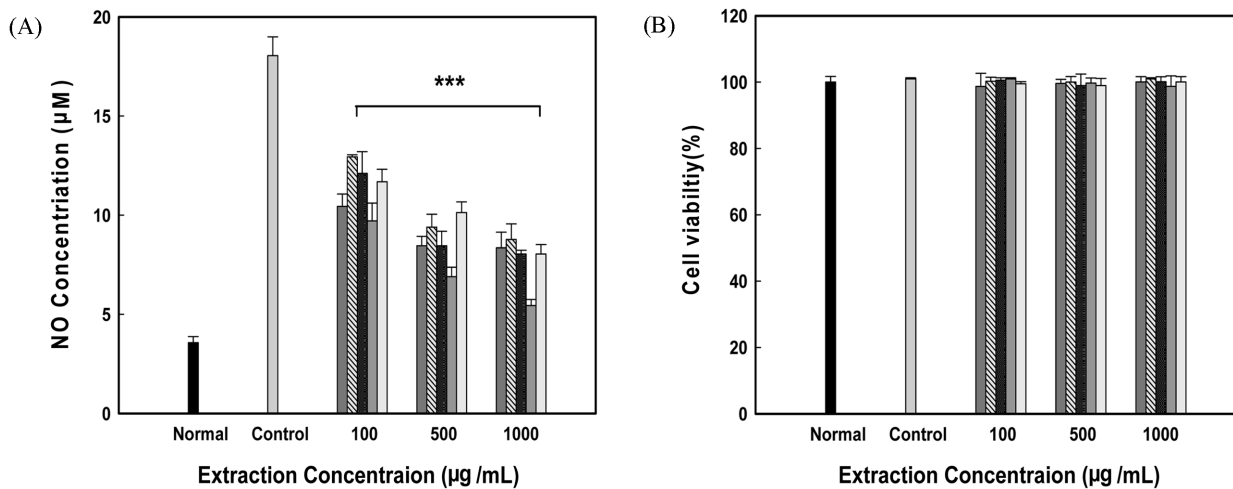 (A)
20
15
10
5
0
NO Concentriation (µM)
***
Normal Control 100 500 1000
Extraction Concentraion (µg /mL)
(B)
120
100
80
60
40
20
0
Cell viabiltiy(%)
Normal Control 100 500 1000
Extraction Concentraion (µg /mL)